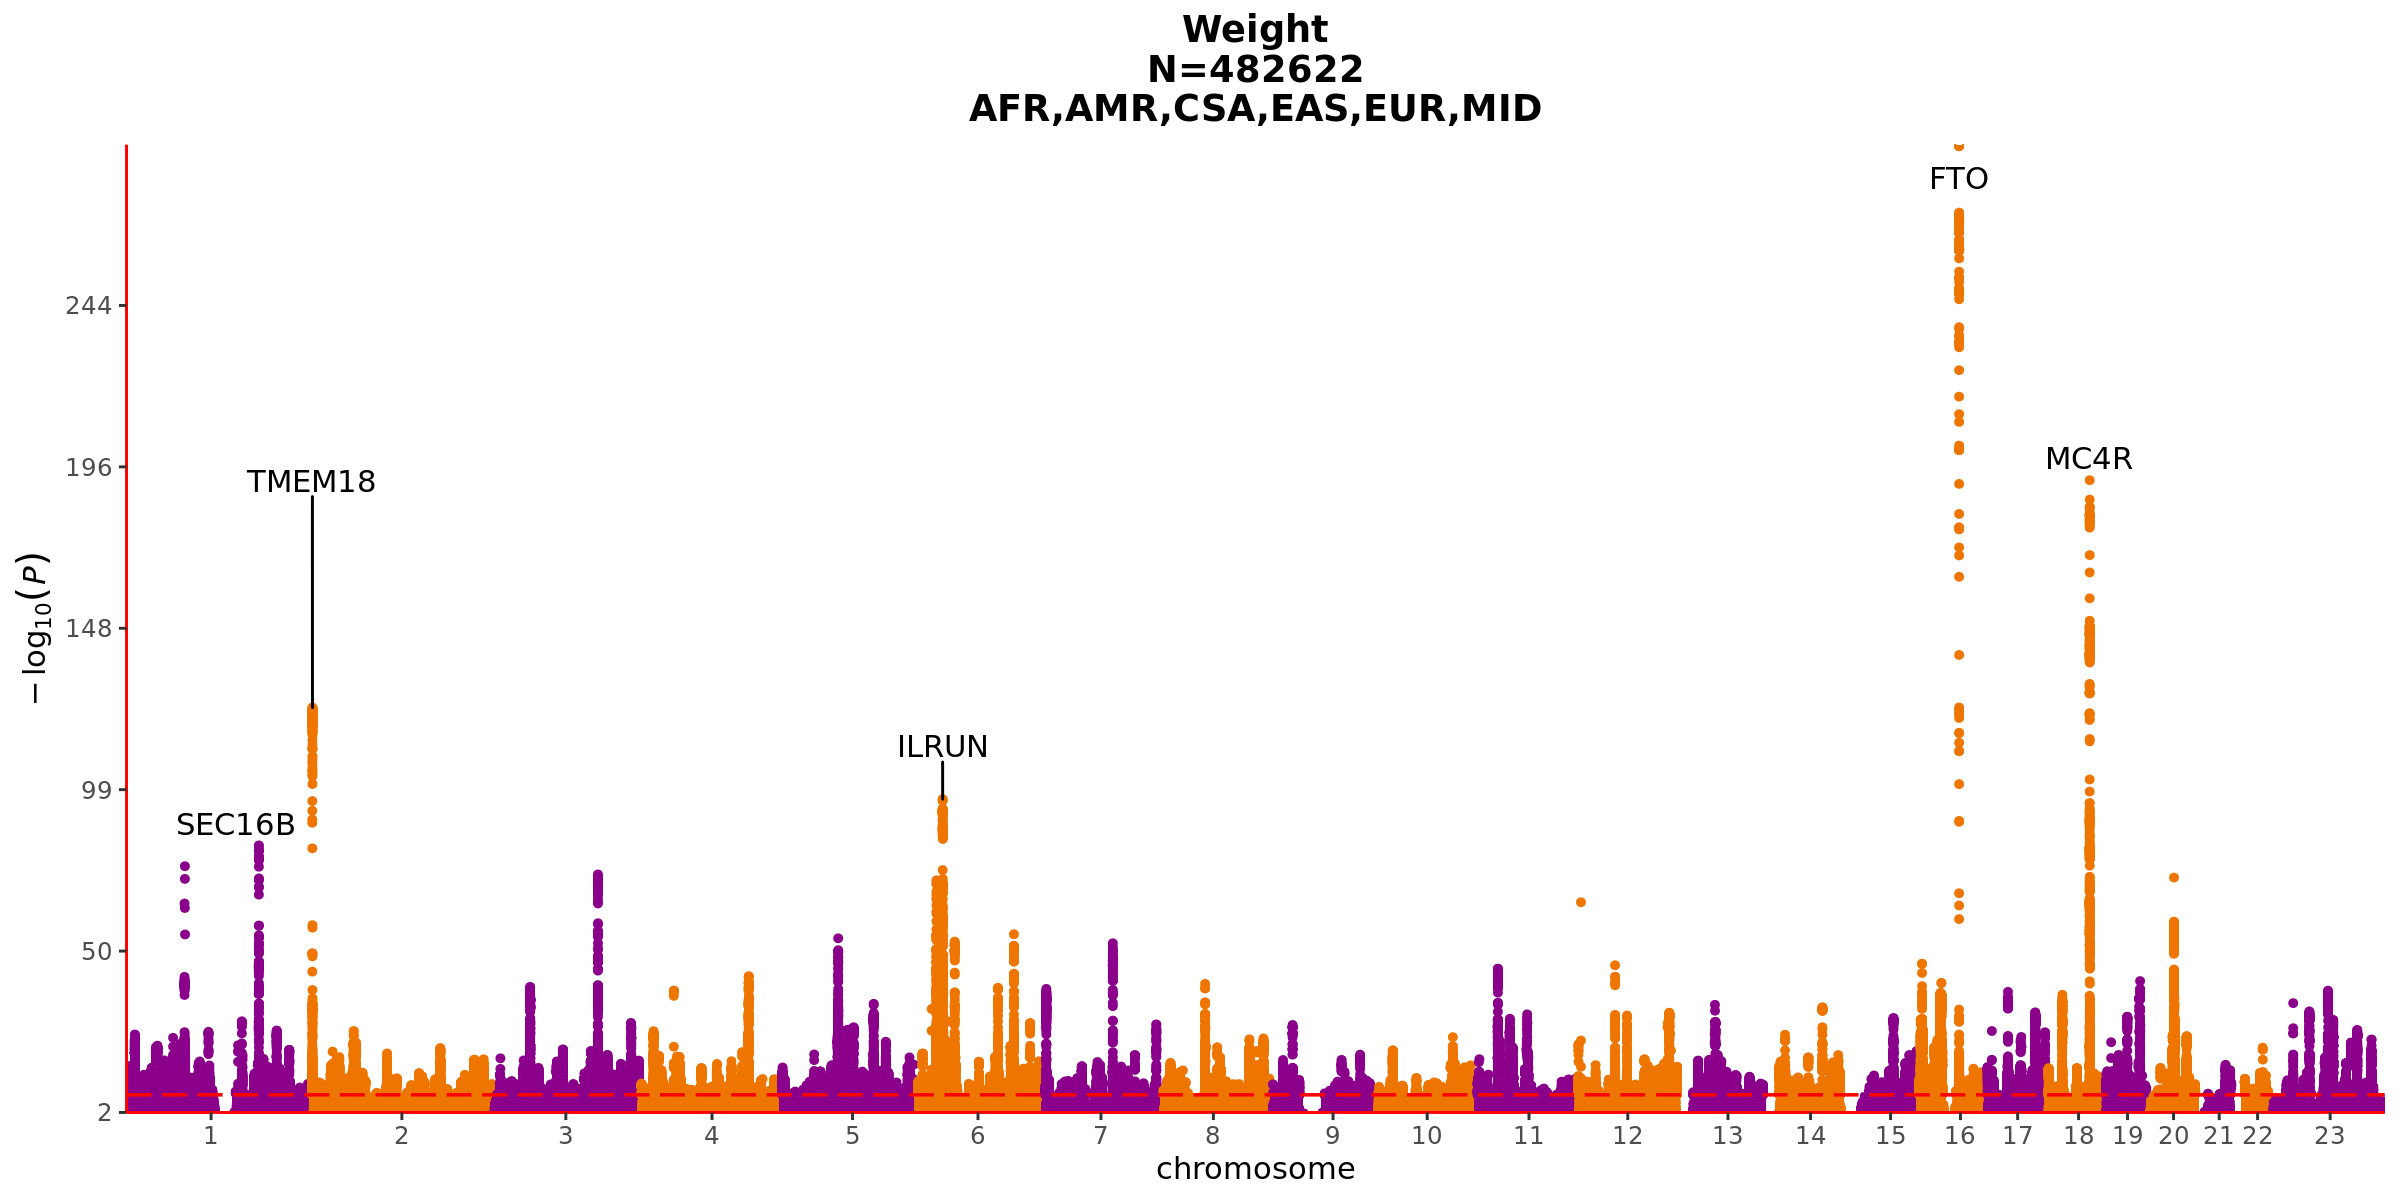 Weight
N=482622
AFR,AMR,CSA,EAS,EUR,MID
FTO
244
MC4R
196
TMEM18
−log10(P)
148
ILRUN
99
SEC16B
50
2
1 2 3 4 5 6 7 8 9 10 11 12 13 14 15 16 17 18 19 20 21 22 23
chromosome